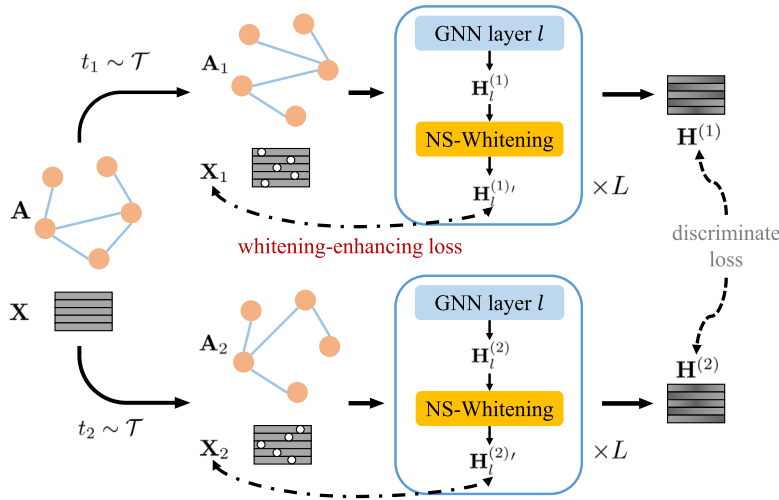 t₁ ∼ 𝒯
A₁
GNN layer l
H_l^(1)
NS-Whitening
H_l^(1)′
× L
X₁
H^(1)
A
whitening-enhancing loss
discriminate
loss
X
A₂
GNN layer l
H_l^(2)
NS-Whitening
H_l^(2)′
× L
H^(2)
t₂ ∼ 𝒯
X₂